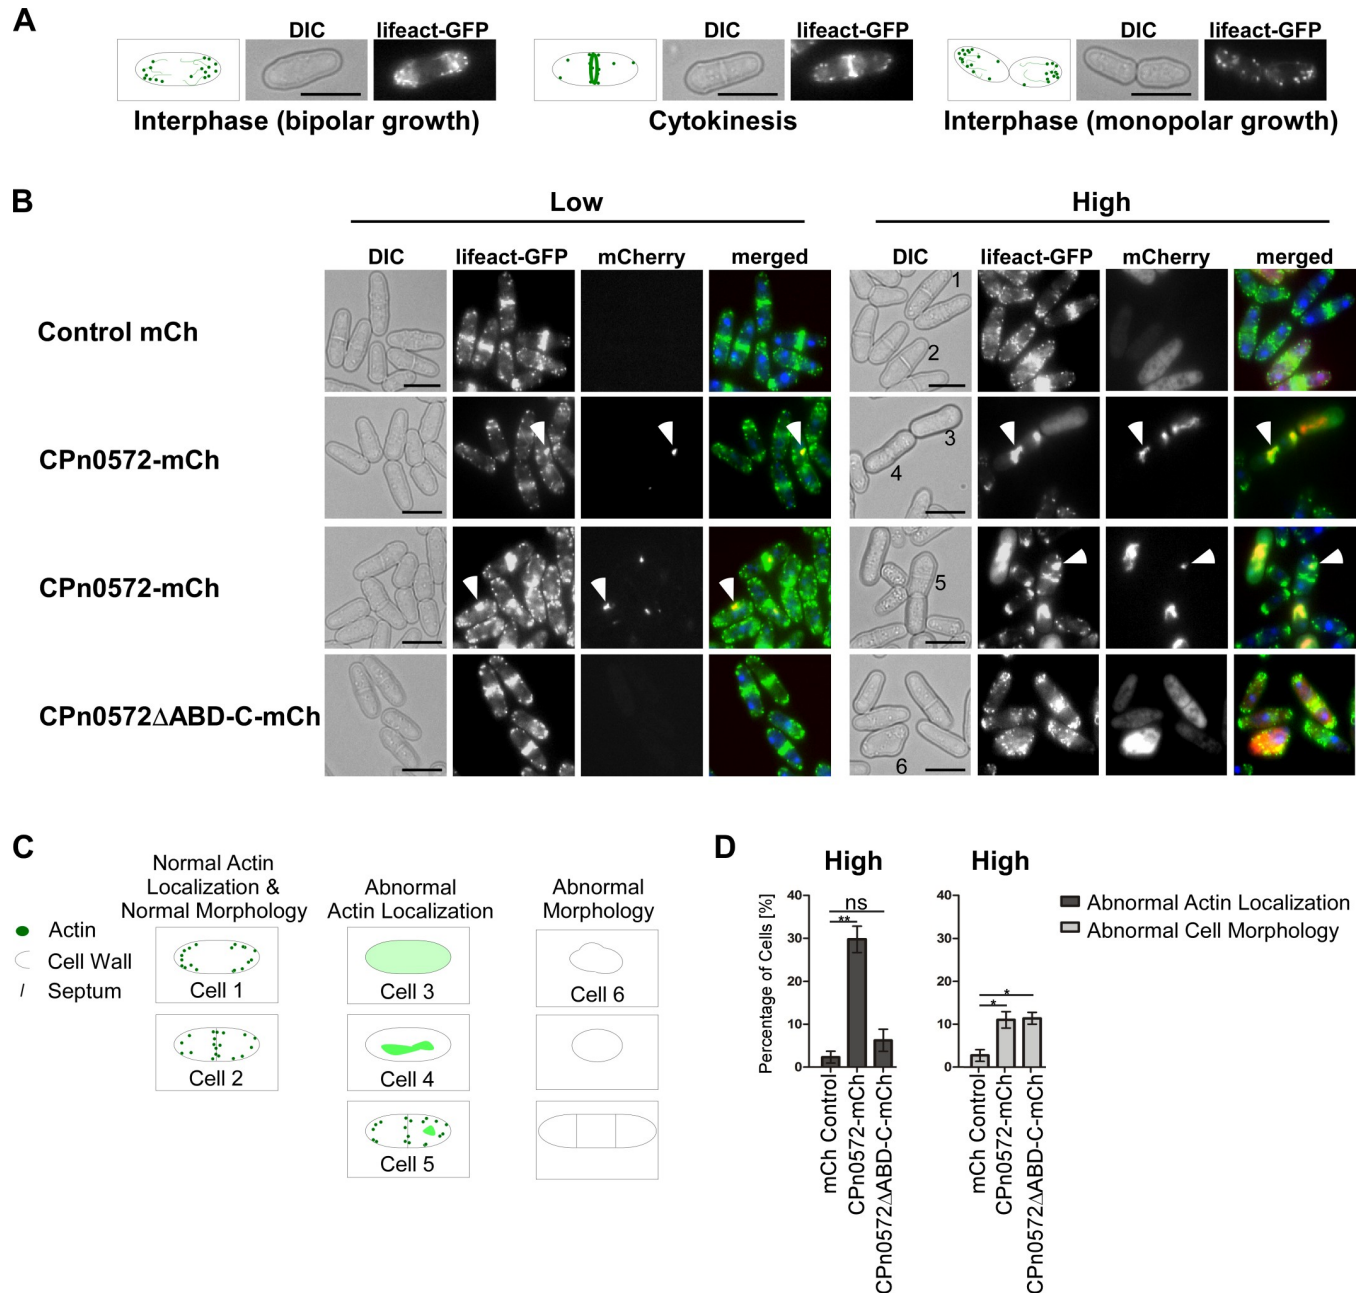 A
DIC lifeact-GFP
DIC lifeact-GFP
DIC lifeact-GFP
Interphase (bipolar growth)
Cytokinesis
Interphase (monopolar growth)
B
Low
High
DIC lifeact-GFP mCherry merged
DIC lifeact-GFP mCherry merged
Control mCh
1
2
CPn0572-mCh
3
4
CPn0572-mCh
5
CPn0572ΔABD-C-mCh
6
C
Normal Actin
Localization &
Normal Morphology
Abnormal
Actin Localization
Abnormal
Morphology
Actin
Cell Wall
Septum
Cell 1
Cell 2
Cell 3
Cell 4
Cell 5
Cell 6
D
High
High
Percentage of Cells [%]
40
30
20
10
0
ns
**
mCh Control
CPn0572-mCh
CPn0572ΔABD-C-mCh
40
30
20
10
0
*
*
mCh Control
CPn0572-mCh
CPn0572ΔABD-C-mCh
Abnormal Actin Localization
Abnormal Cell Morphology